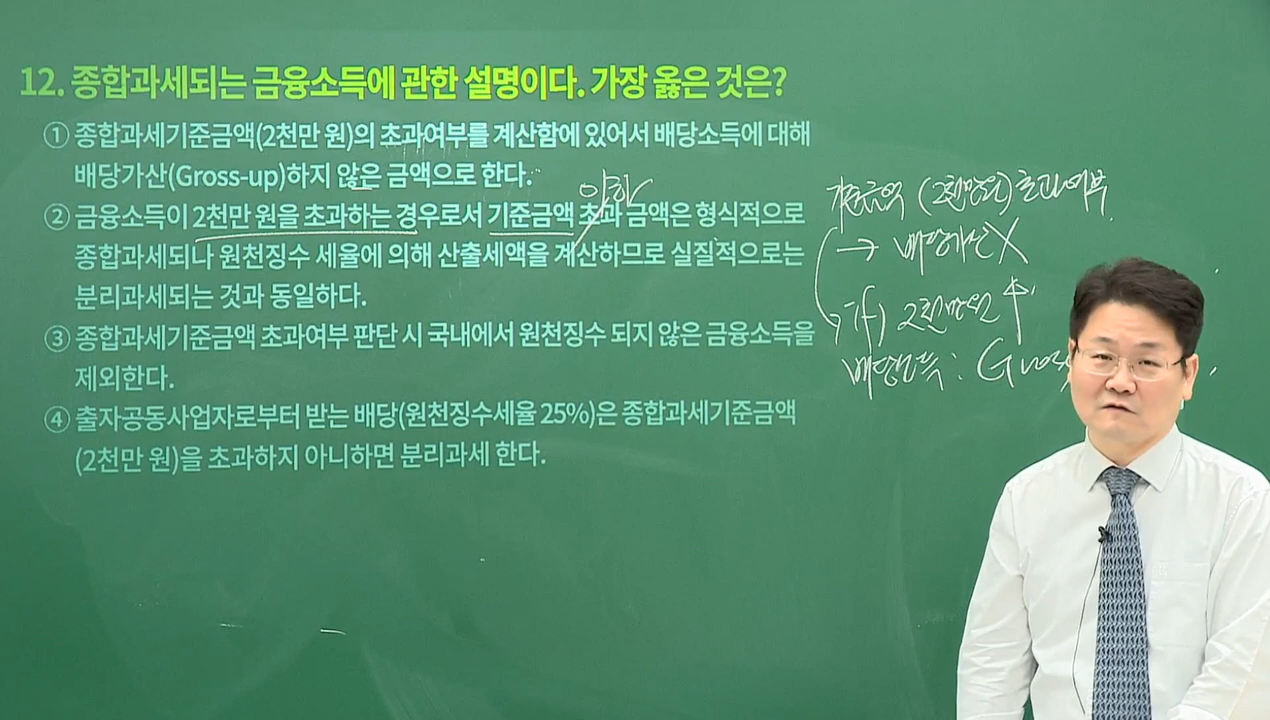 12. 종합과세되는 금융소득에 관한 설명이다. 가장 옳은 것은?
① 종합과세기준금액(2천만 원)의 초과여부를 계산함에 있어서 배당소득에 대해
배당가산(Gross-up)하지 않은 금액으로 한다.
이하
② 금융소득이 2천만 원을 초과하는 경우로서 기준금액 초과 금액은 형식적으로
종합과세되나 원천징수 세율에 의해 산출세액을 계산하므로 실질적으로는
분리과세되는 것과 동일하다.
③ 종합과세기준금액 초과여부 판단 시 국내에서 원천징수 되지 않은 금융소득을
제외한다.
④ 출자공동사업자로부터 받는 배당(원천징수세율 25%)은 종합과세기준금액
(2천만 원)을 초과하지 아니하면 분리과세 한다.
기준금액 (2천만원) 초과여부
→ 배당가산 X
if) 2천만원 ↑
배당소득 : Gross